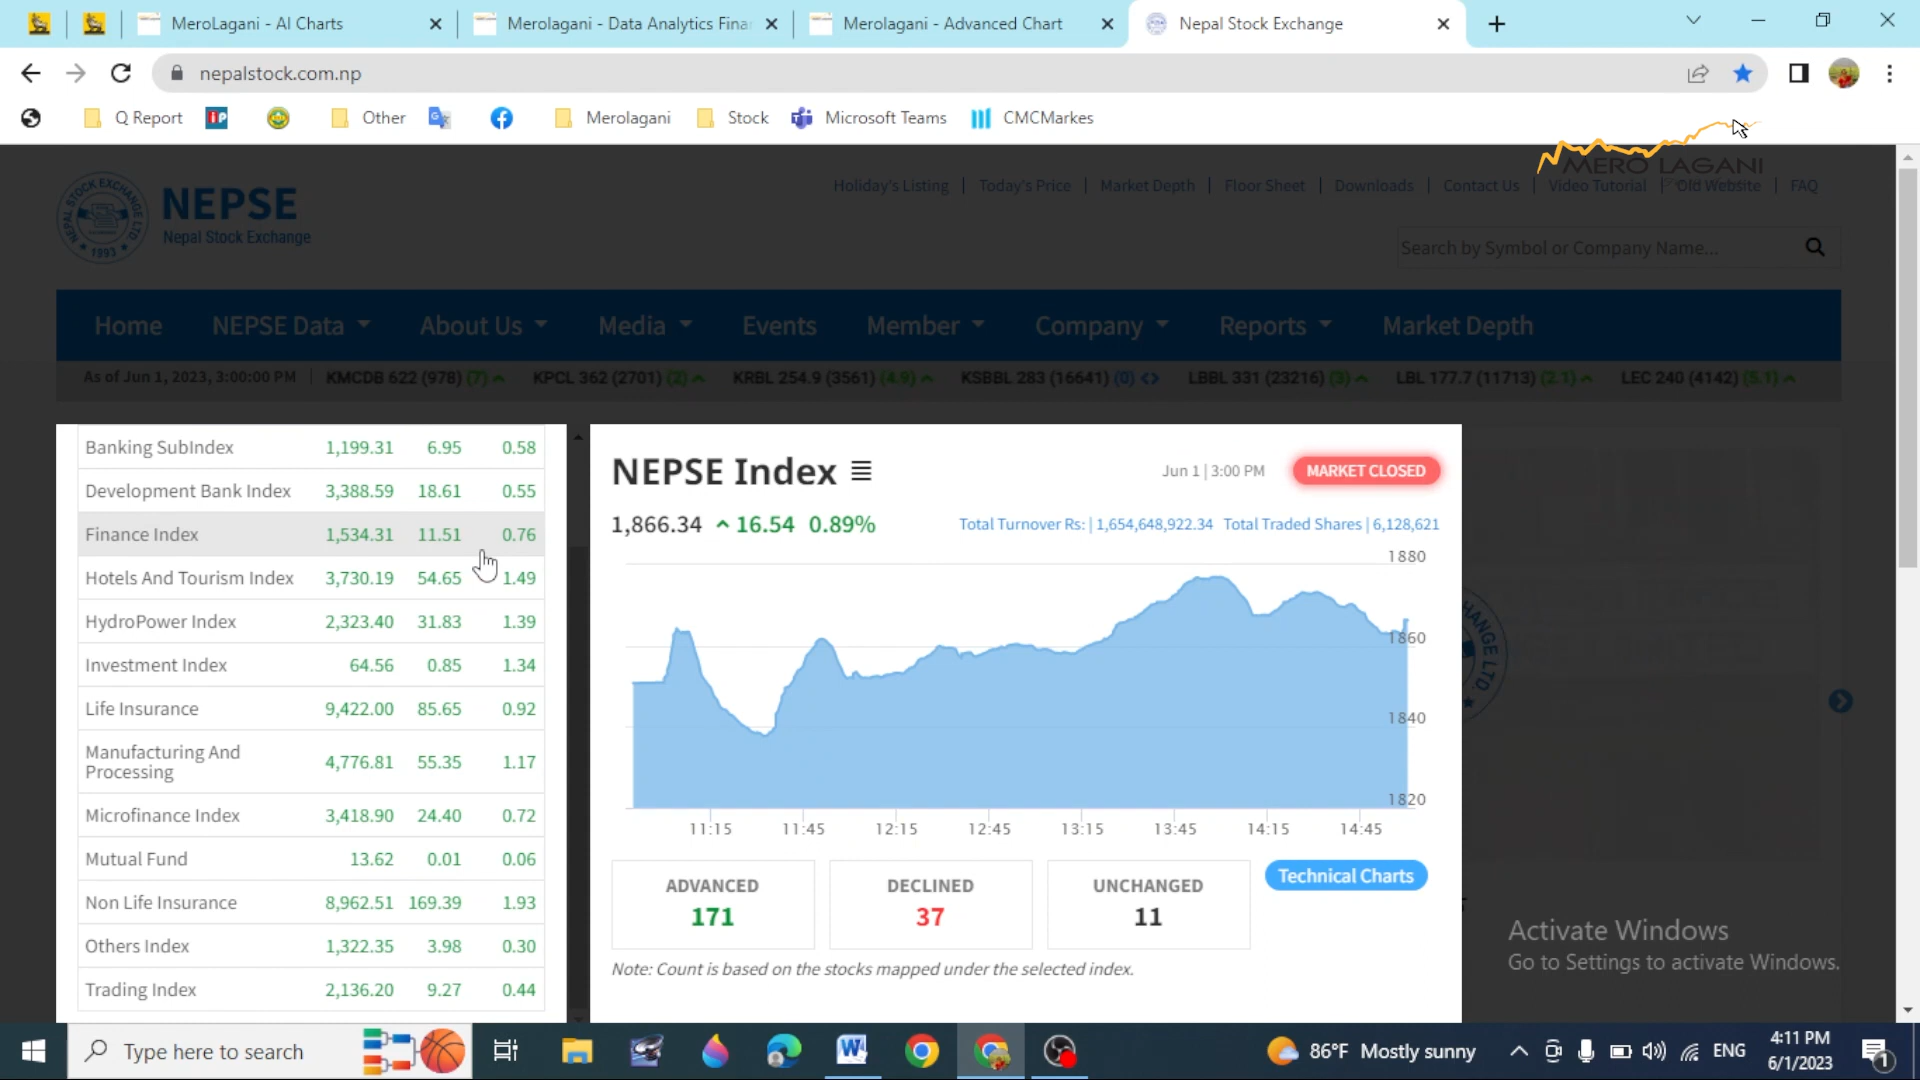 MeroLagani - AI Charts
Merolagani - Data Analytics Fina
Merolagani - Advanced Chart
Nepal Stock Exchange
nepalstock.com.np
Q Report
Other
Merolagani
Stock
Microsoft Teams
CMCMarkes
MERO LAGANI
NEPSE
Nepal Stock Exchange
NEPAL STOCK EXCHANGE LTD.
1993
Holiday's Listing
Today's Price
Market Depth
Floor Sheet
Downloads
Contact Us
Video Tutorial
Old Website
FAQ
Search by Symbol or Company Name...
Home
NEPSE Data
About Us
Media
Events
Member
Company
Reports
Market Depth
As of Jun 1, 2023, 3:00:00 PM
KMCDB 622 (978) (7)
KPCL 362 (2701) (2)
KRBL 254.9 (3561) (4.9)
KSBBL 283 (16641) (0)
LBBL 331 (23216) (3)
LBL 177.7 (11713) (2.1)
LEC 240 (4142) (5.1)
Banking SubIndex 1,199.31 6.95 0.58
Development Bank Index 3,388.59 18.61 0.55
Finance Index 1,534.31 11.51 0.76
Hotels And Tourism Index 3,730.19 54.65 1.49
HydroPower Index 2,323.40 31.83 1.39
Investment Index 64.56 0.85 1.34
Life Insurance 9,422.00 85.65 0.92
Manufacturing And
Processing 4,776.81 55.35 1.17
Microfinance Index 3,418.90 24.40 0.72
Mutual Fund 13.62 0.01 0.06
Non Life Insurance 8,962.51 169.39 1.93
Others Index 1,322.35 3.98 0.30
Trading Index 2,136.20 9.27 0.44
NEPSE Index
Jun 1 | 3:00 PM
MARKET CLOSED
1,866.34 16.54 0.89%
Total Turnover Rs: | 1,654,648,922.34 Total Traded Shares | 6,128,621
1880
1860
1840
1820
11:15 11:45 12:15 12:45 13:15 13:45 14:15 14:45
ADVANCED
171
DECLINED
37
UNCHANGED
11
Technical Charts
Note: Count is based on the stocks mapped under the selected index.
Activate Windows
Go to Settings to activate Windows.
Type here to search
86°F Mostly sunny
ENG
4:11 PM
6/1/2023
1